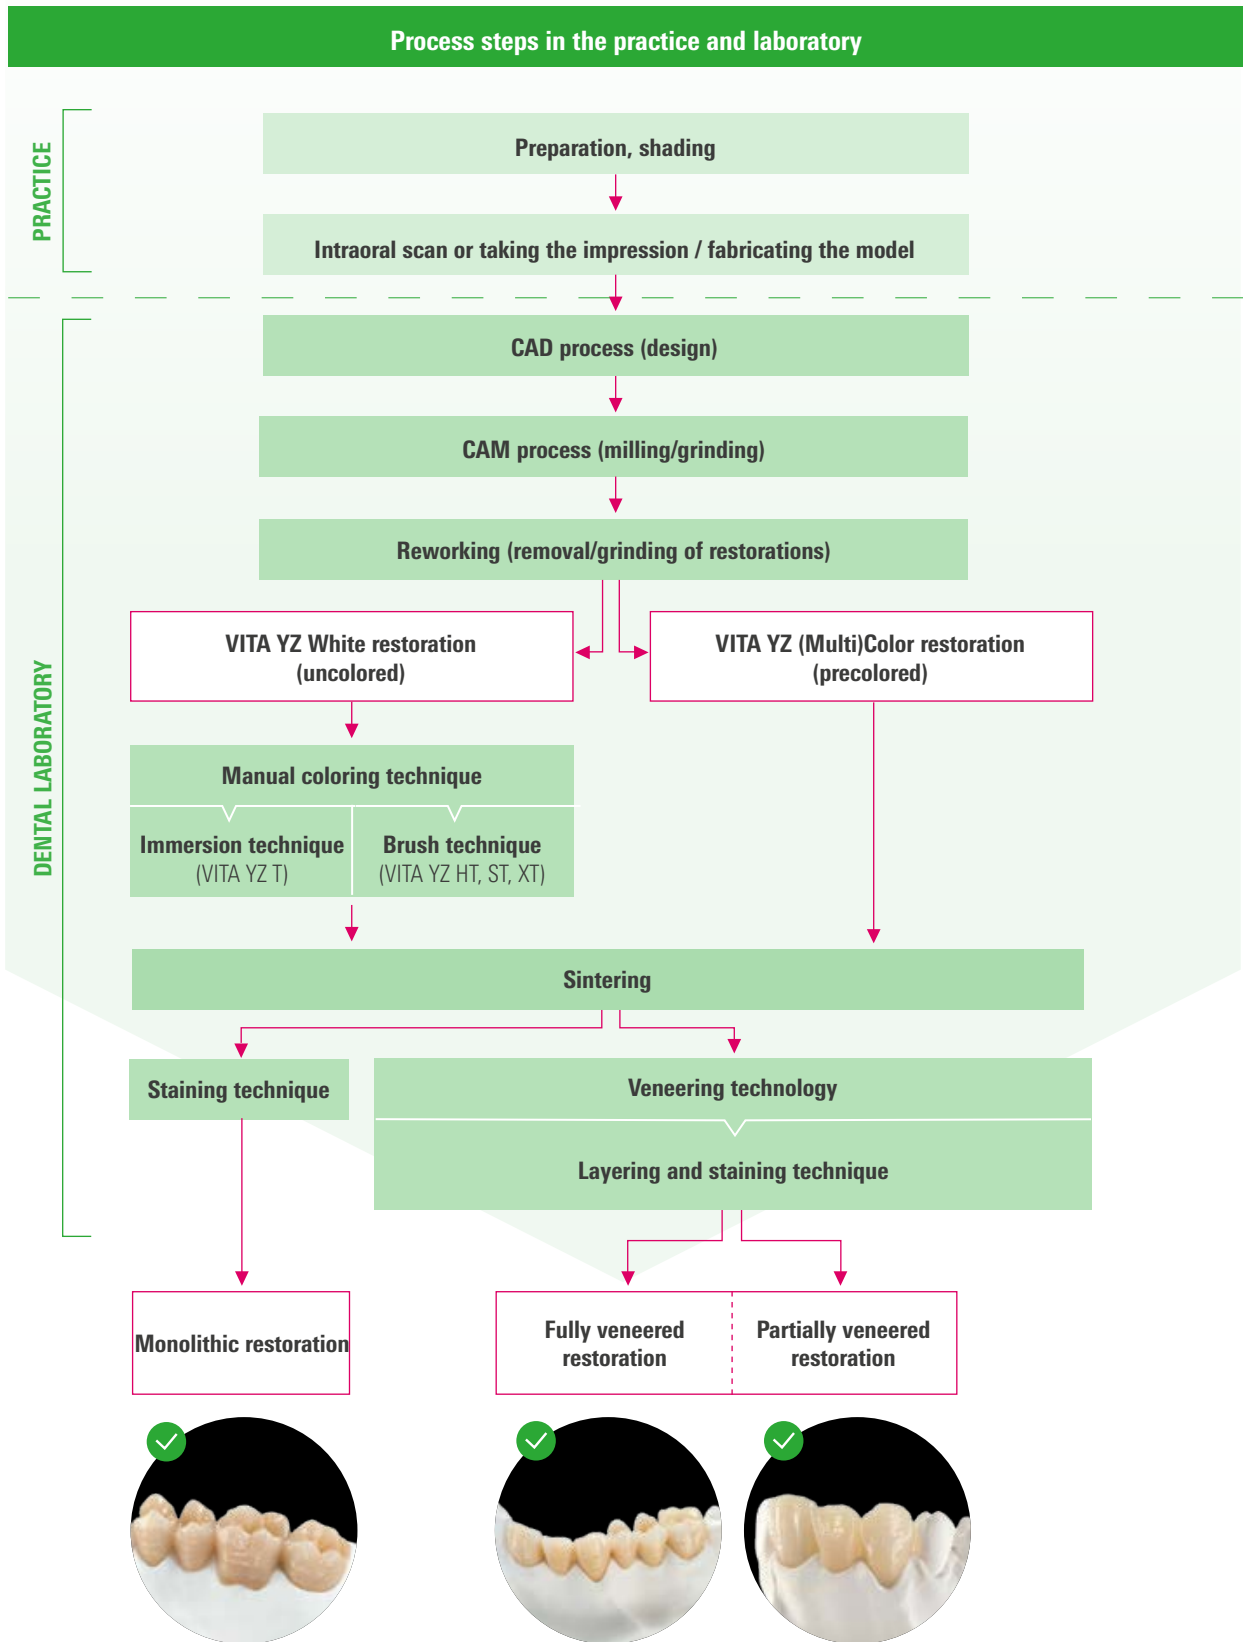 Process steps in the practice and laboratory
PRACTICE
Preparation, shading
Intraoral scan or taking the impression / fabricating the model
DENTAL LABORATORY
CAD process (design)
CAM process (milling/grinding)
Reworking (removal/grinding of restorations)
VITA YZ White restoration
(uncolored)
VITA YZ (Multi)Color restoration
(precolored)
Manual coloring technique
Immersion technique
(VITA YZ T)
Brush technique
(VITA YZ HT, ST, XT)
Sintering
Staining technique
Veneering technology
Layering and staining technique
Monolithic restoration
Fully veneered
restoration
Partially veneered
restoration